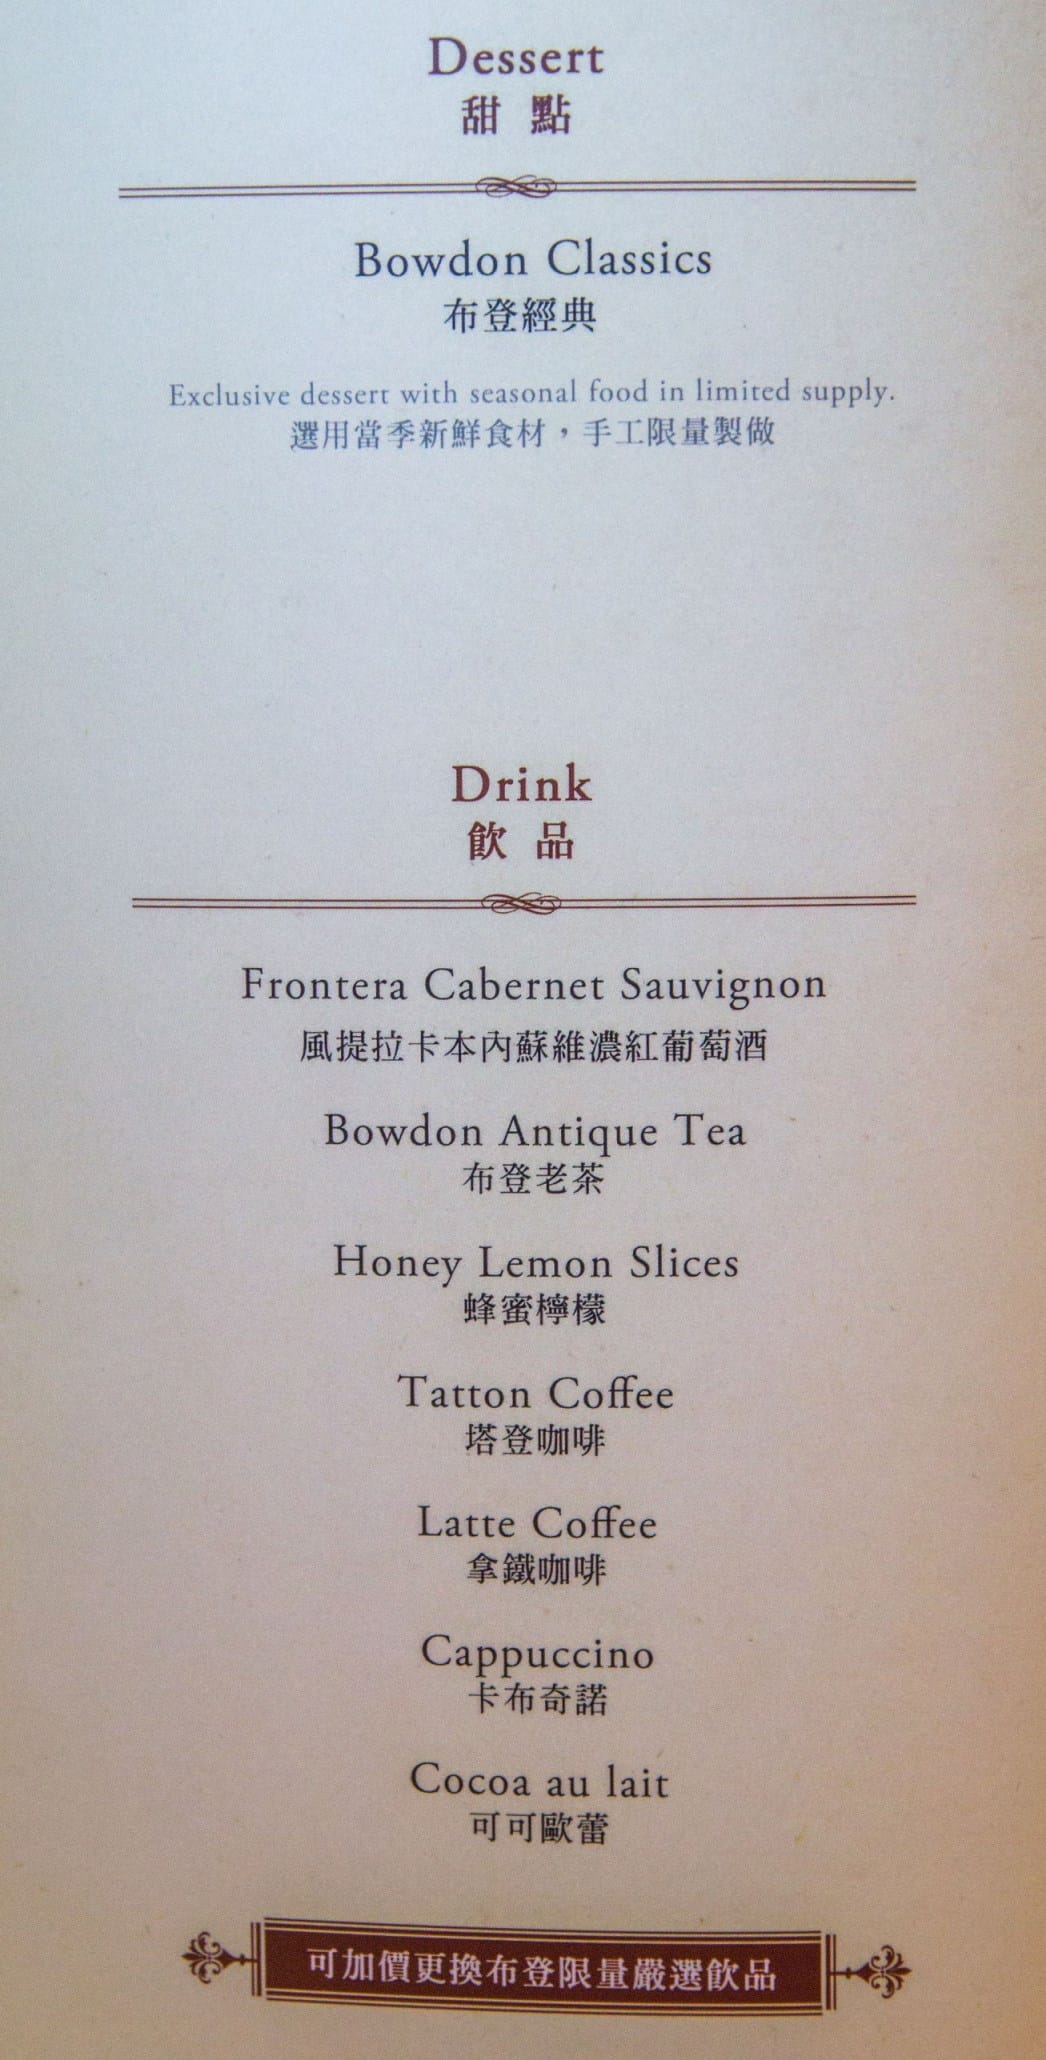 Dessert
甜點
Bowdon Classics
布登經典
Exclusive dessert with seasonal food in limited supply.
選用當季新鮮食材，手工限量製做
Drink
飲品
Frontera Cabernet Sauvignon
風提拉卡本內蘇維濃紅葡萄酒
Bowdon Antique Tea
布登老茶
Honey Lemon Slices
蜂蜜檸檬
Tatton Coffee
塔登咖啡
Latte Coffee
拿鐵咖啡
Cappuccino
卡布奇諾
Cocoa au lait
可可歐蕾
可加價更換布登限量嚴選飲品